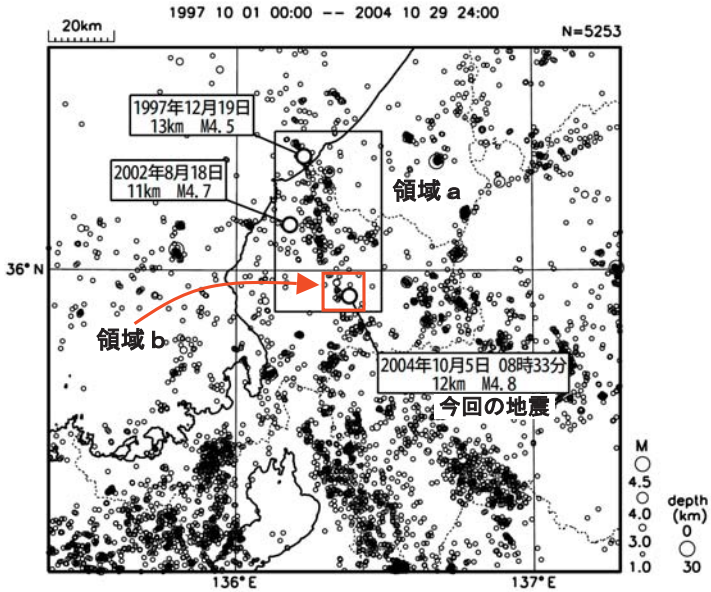 1997 10 01 00:00 -- 2004 10 29 24:00
20km
N=5253
1997年12月19日
13km M4.5
2002年8月18日
11km M4.7
領域a
36°N
領域b
2004年10月5日 08時33分
12km M4.8
今回の地震
M
4.5
4.0
3.0
1.0
depth
(km)
0
30
136°E
137°E